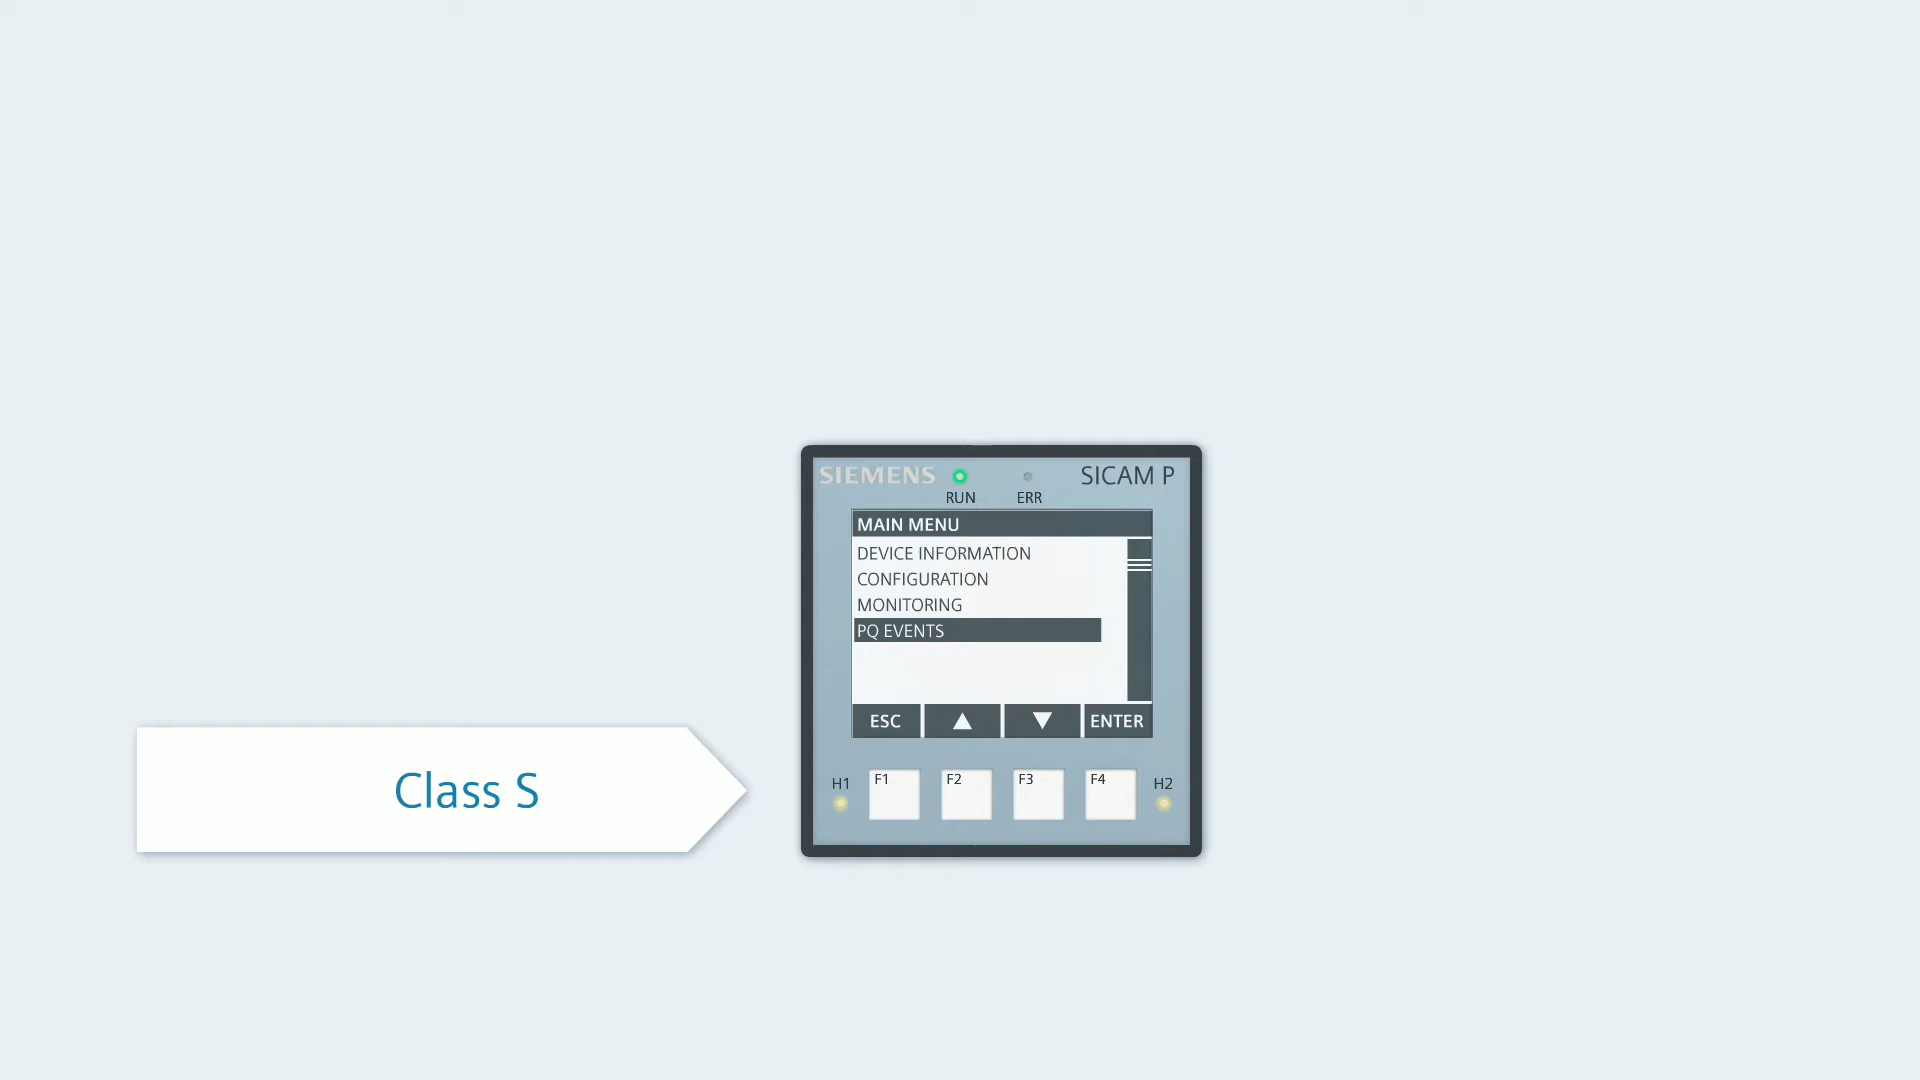 SIEMENS
SICAM P
RUN ERR
MAIN MENU
DEVICE INFORMATION
CONFIGURATION
MONITORING
PQ EVENTS
ESC ▲ ▼ ENTER
H1 F1 F2 F3 F4 H2
Class S